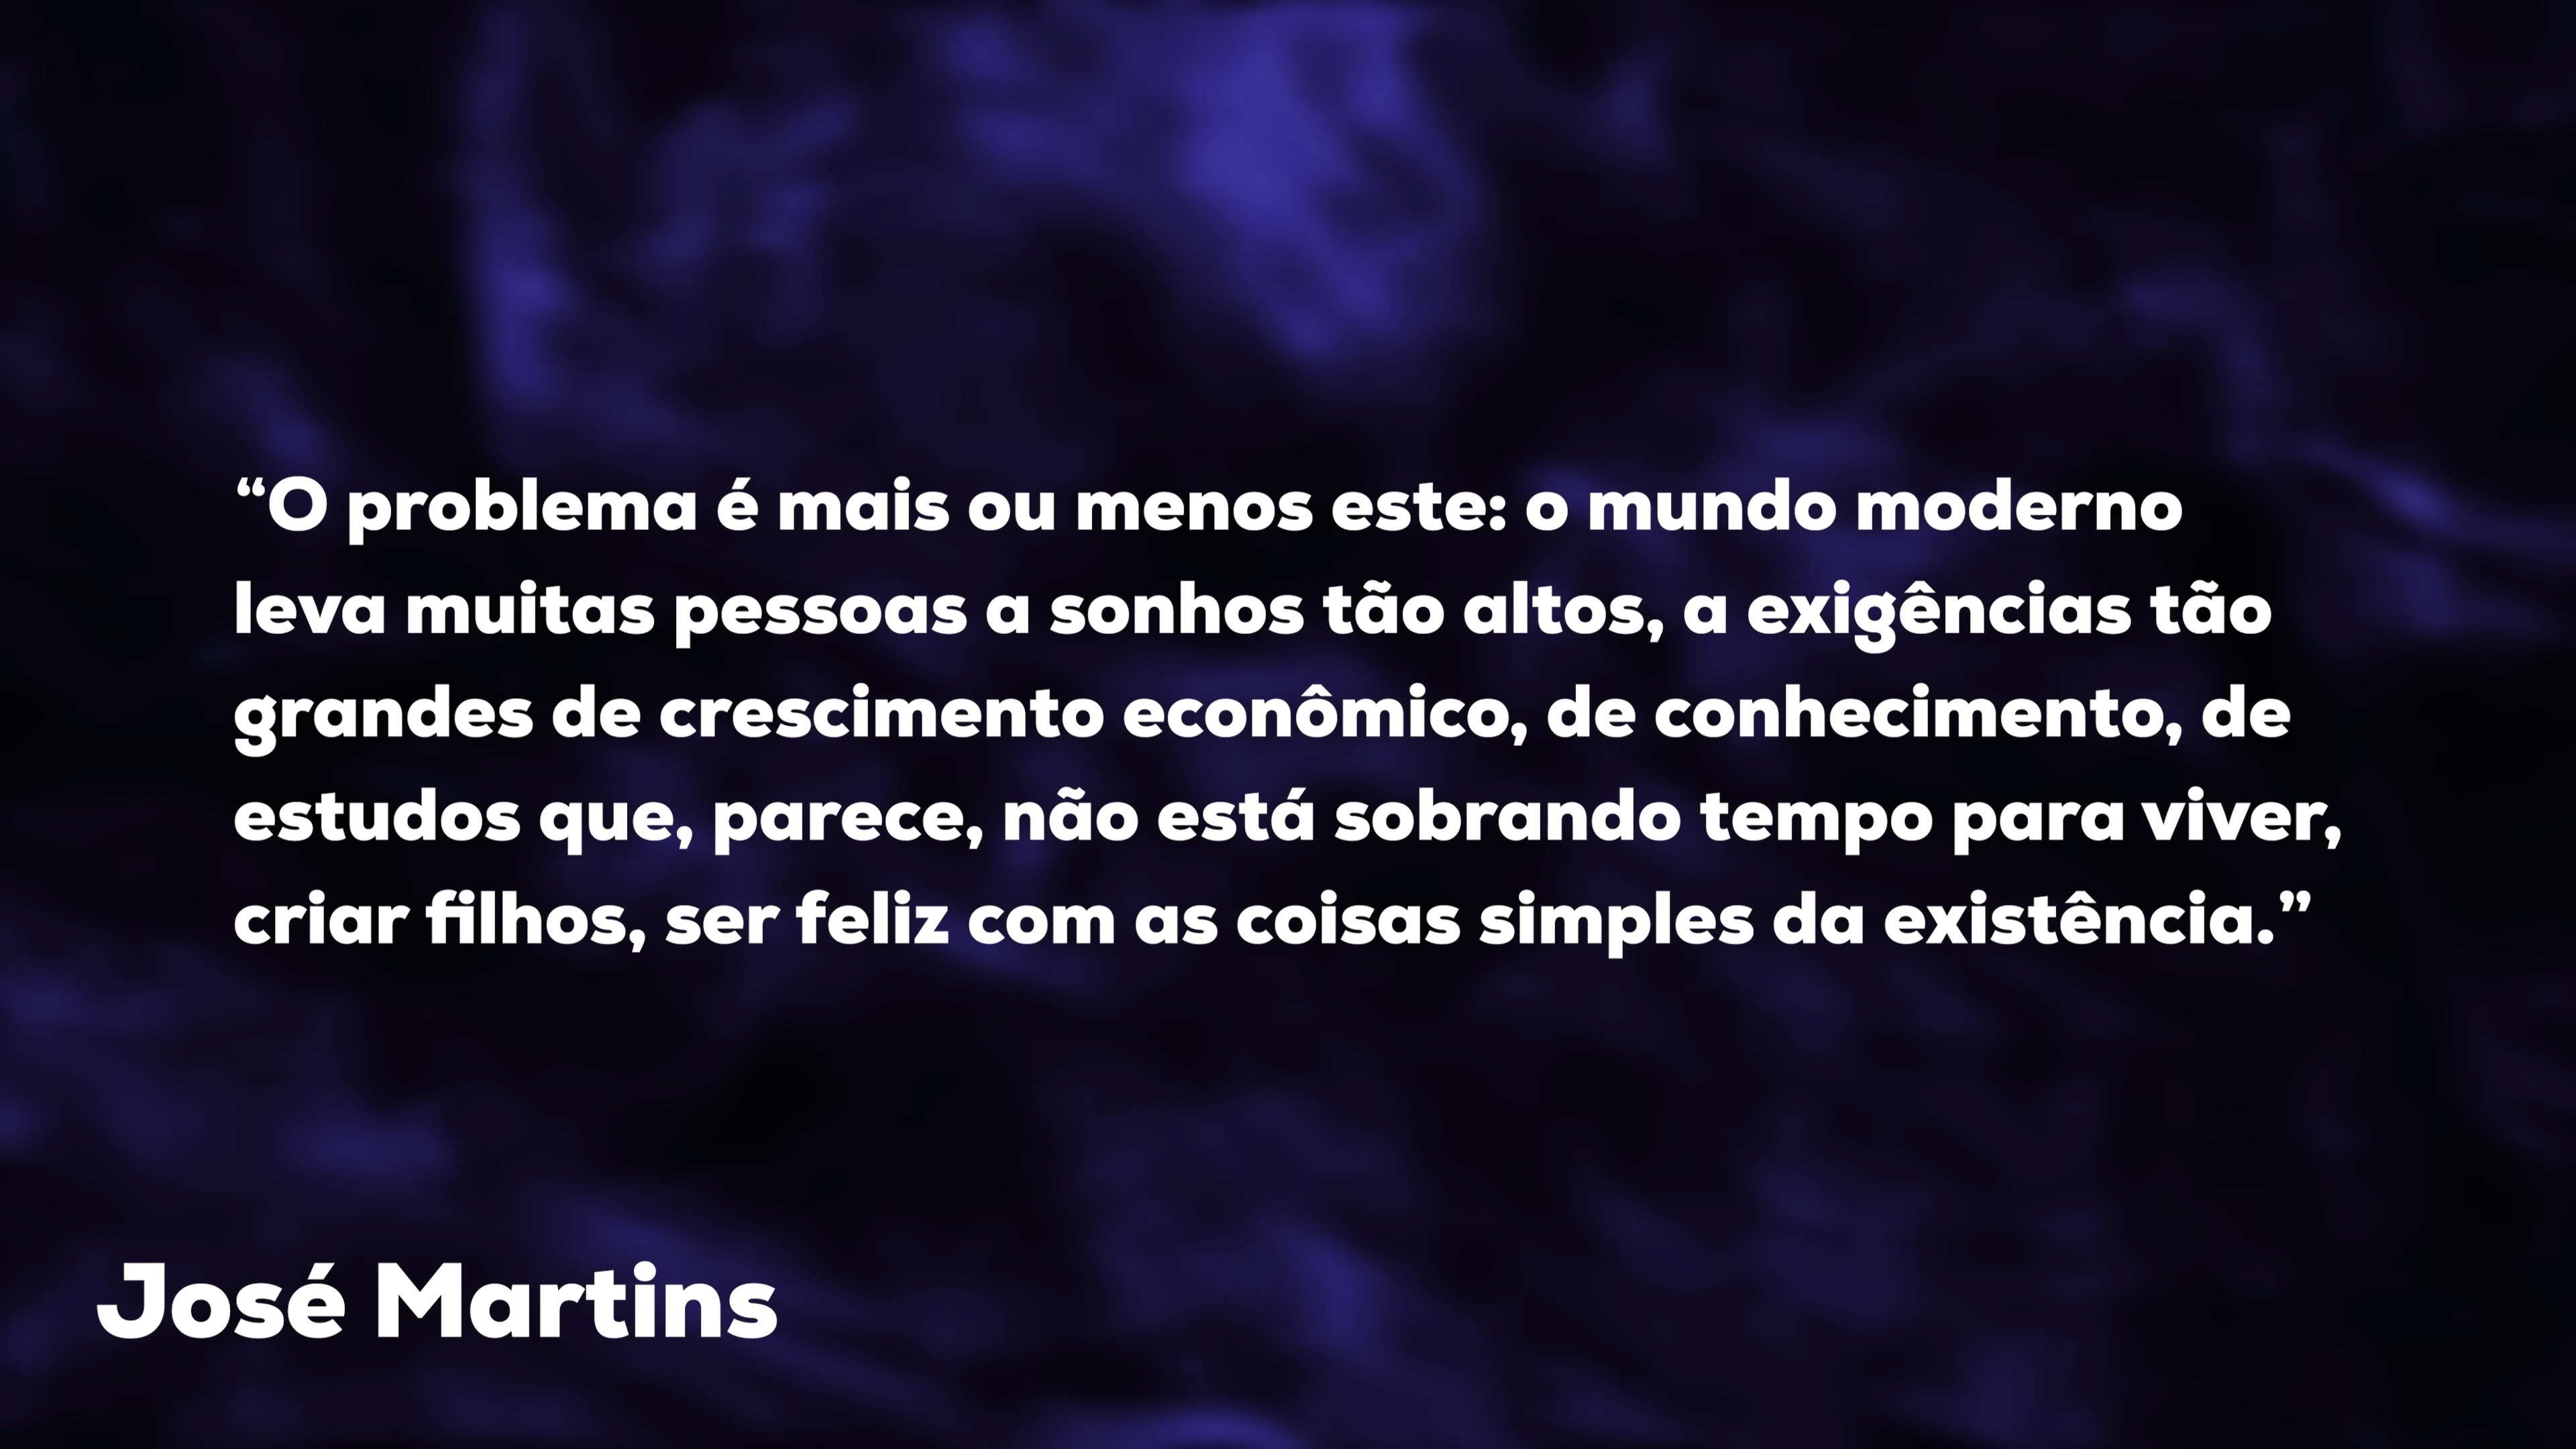 “O problema é mais ou menos este: o mundo moderno
leva muitas pessoas a sonhos tão altos, a exigências tão
grandes de crescimento econômico, de conhecimento, de
estudos que, parece, não está sobrando tempo para viver,
criar filhos, ser feliz com as coisas simples da existência.”
José Martins